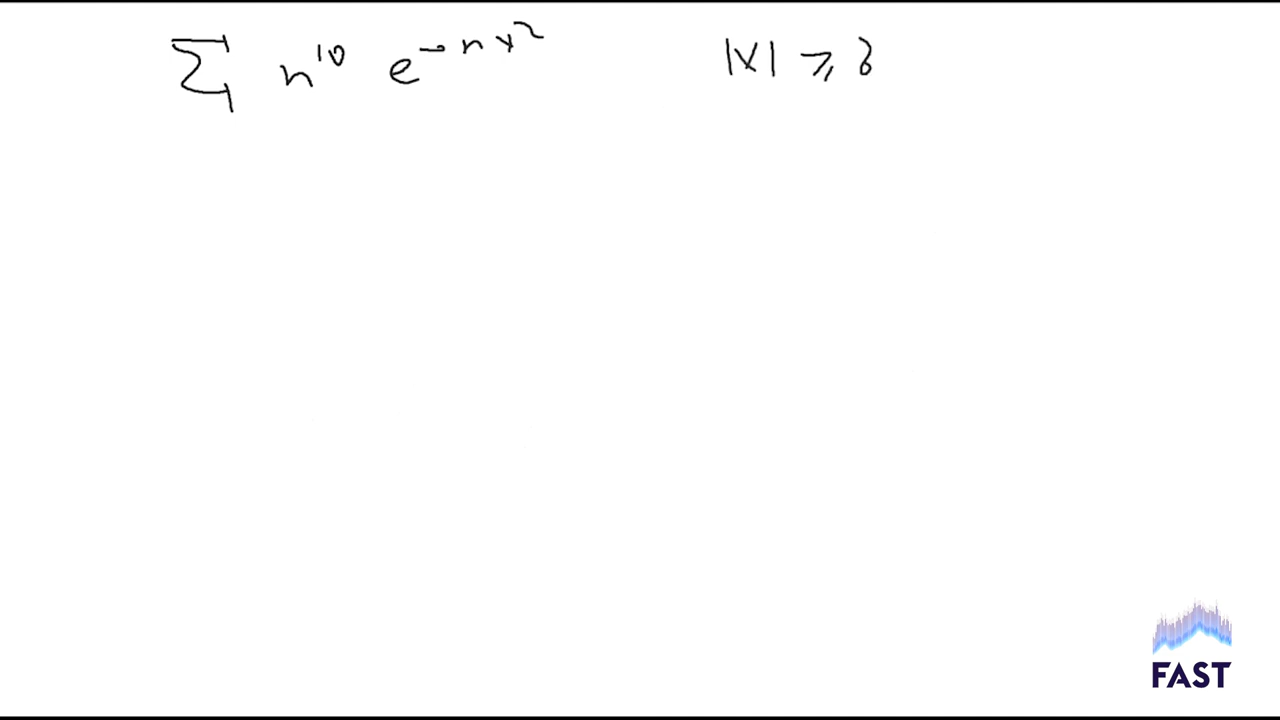 ∑ n¹⁰ e^{-nx²} |x| ⩾ δ
FAST